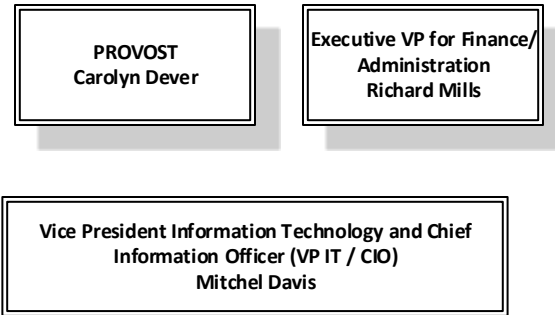 PROVOST
Carolyn Dever
Executive VP for Finance/
Administration
Richard Mills
Vice President Information Technology and Chief
Information Officer (VP IT / CIO)
Mitchel Davis